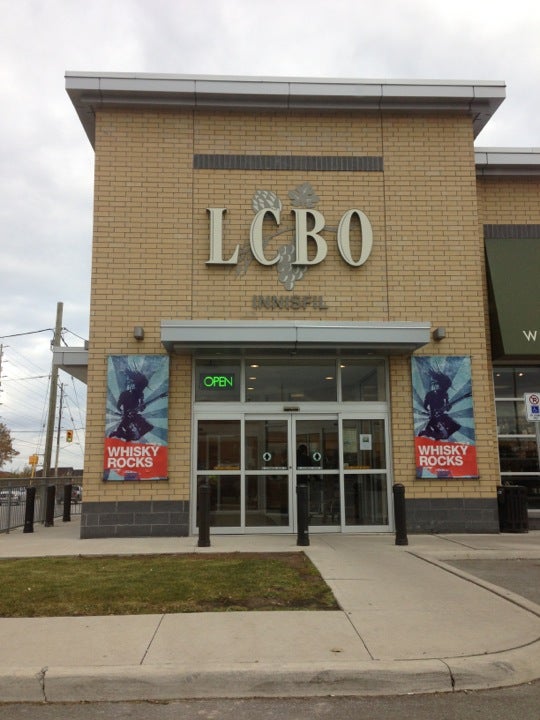 LCBO
INNISFIL
OPEN
WHISKY
ROCKS
WHISKY
ROCKS
W